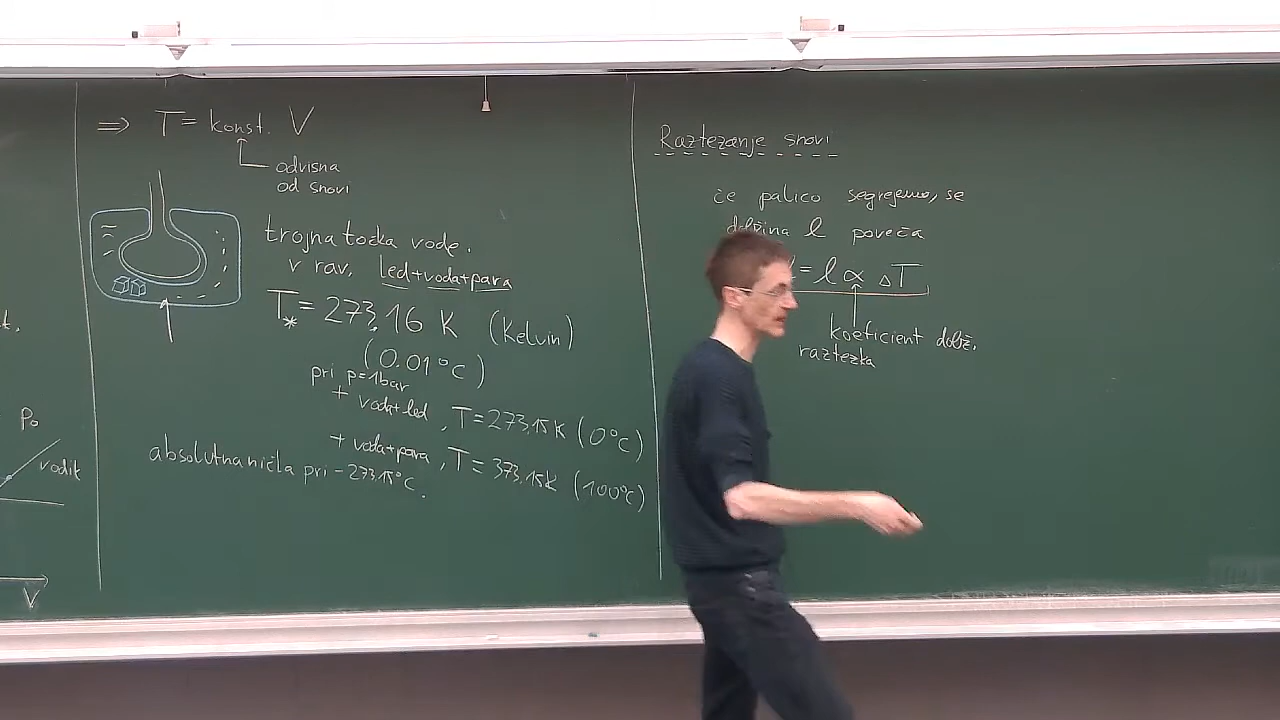 ⇒ T = konst. V
odvisna
od snovi
trojna točka vode.
v rav, led+voda+para
T* = 273,16 K (Kelvin)
(0.01°C)
pri p=1bar
+ voda+led, T=273,15K (0°C)
+ voda+para, T=373,15K (100°C)
absolutna ničla pri -273,15°C.
p₀
vodik
V
Raztezanje snovi
če palico segrejemo, se
dolžina l poveča
= l α ΔT
koeficient dolž.
raztezka